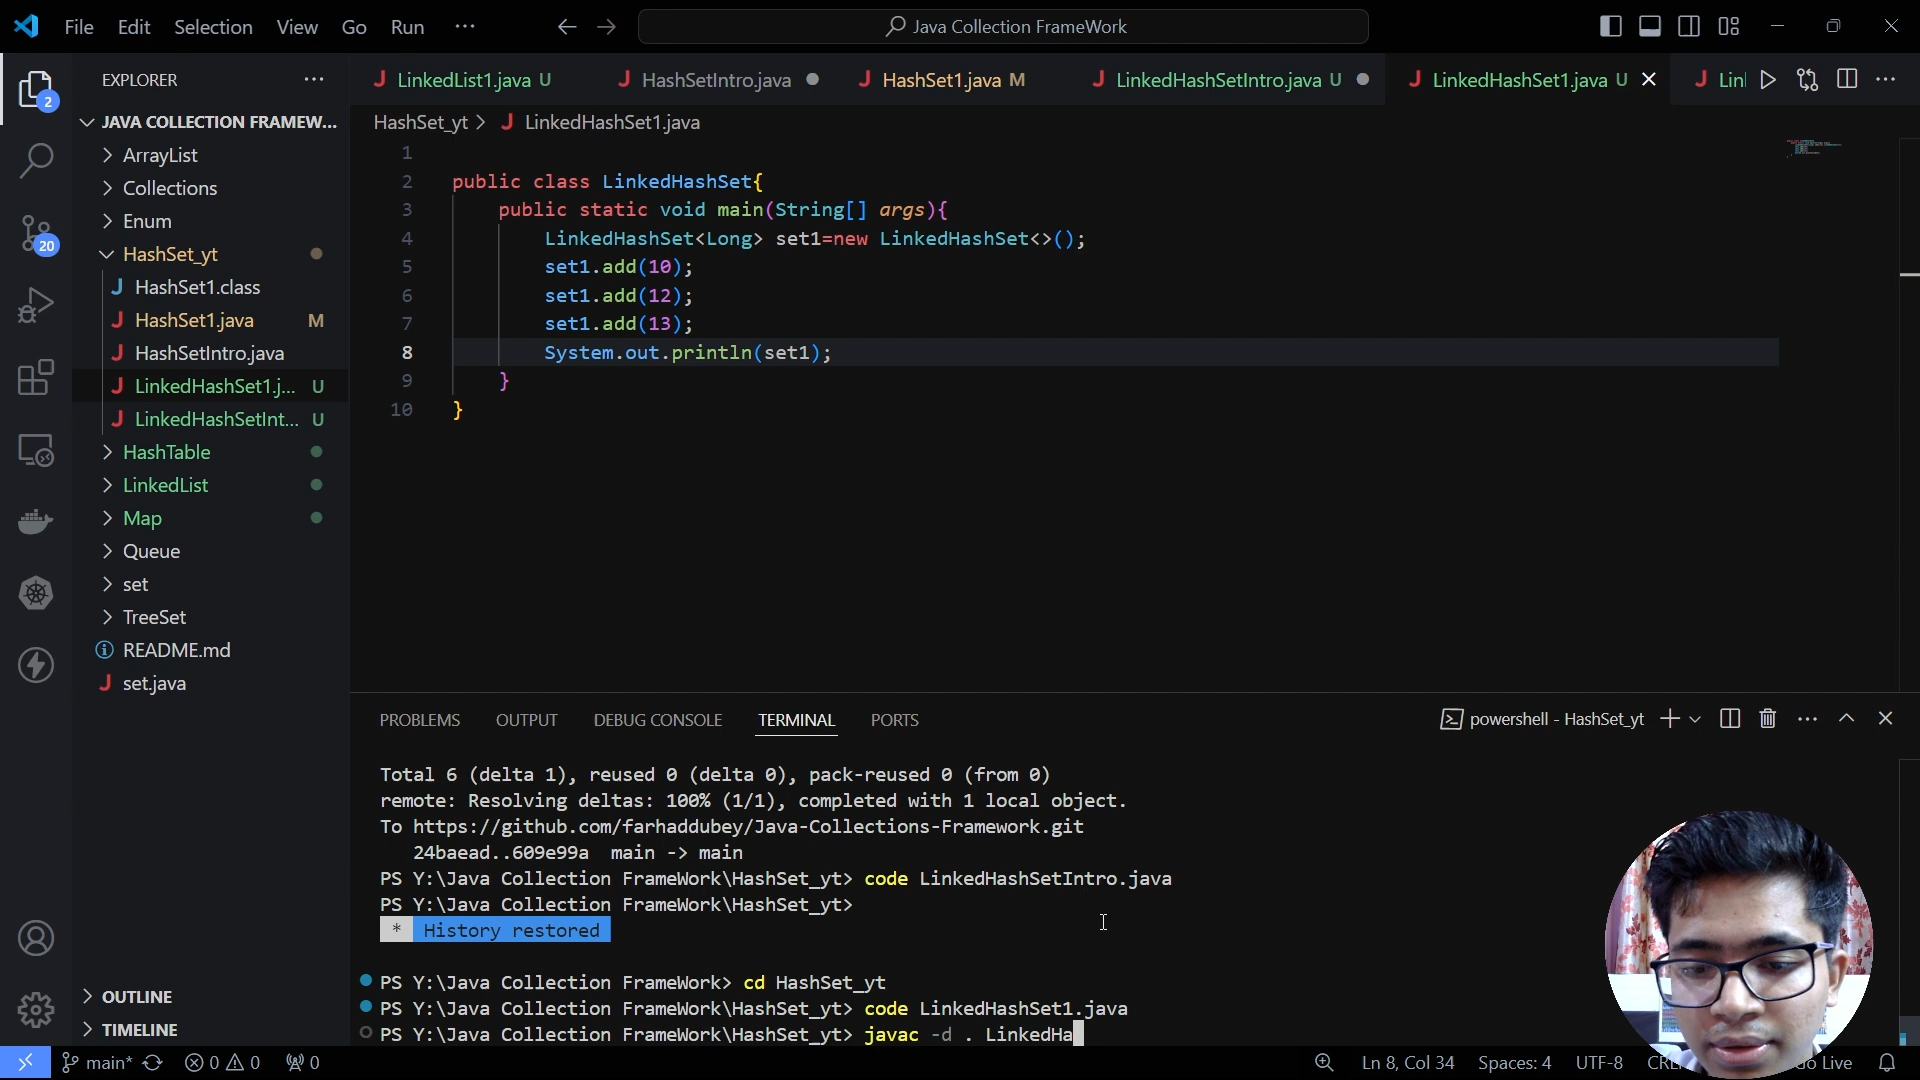 File Edit Selection View Go Run ··· Java Collection FrameWork
EXPLORER ···
JAVA COLLECTION FRAMEW...
ArrayList
Collections
Enum
HashSet_yt
HashSet1.class
HashSet1.java M
HashSetIntro.java
LinkedHashSet1.j... U
LinkedHashSetInt... U
HashTable
LinkedList
Map
Queue
set
TreeSet
README.md
set.java
OUTLINE
TIMELINE
2
20
LinkedList1.java U HashSetIntro.java HashSet1.java M LinkedHashSetIntro.java U LinkedHashSet1.java U Lin
HashSet_yt > LinkedHashSet1.java
1
2 public class LinkedHashSet{
3 public static void main(String[] args){
4 LinkedHashSet<Long> set1=new LinkedHashSet<>();
5 set1.add(10);
6 set1.add(12);
7 set1.add(13);
8 System.out.println(set1);
9 }
10 }
PROBLEMS OUTPUT DEBUG CONSOLE TERMINAL PORTS powershell - HashSet_yt
Total 6 (delta 1), reused 0 (delta 0), pack-reused 0 (from 0)
remote: Resolving deltas: 100% (1/1), completed with 1 local object.
To https://github.com/farhaddubey/Java-Collections-Framework.git
24baead..609e99a main -> main
PS Y:\Java Collection FrameWork\HashSet_yt> code LinkedHashSetIntro.java
PS Y:\Java Collection FrameWork\HashSet_yt>
* History restored
PS Y:\Java Collection FrameWork> cd HashSet_yt
PS Y:\Java Collection FrameWork\HashSet_yt> code LinkedHashSet1.java
PS Y:\Java Collection FrameWork\HashSet_yt> javac -d . LinkedHa
main* 0 0 0 Ln 8, Col 34 Spaces: 4 UTF-8 Live